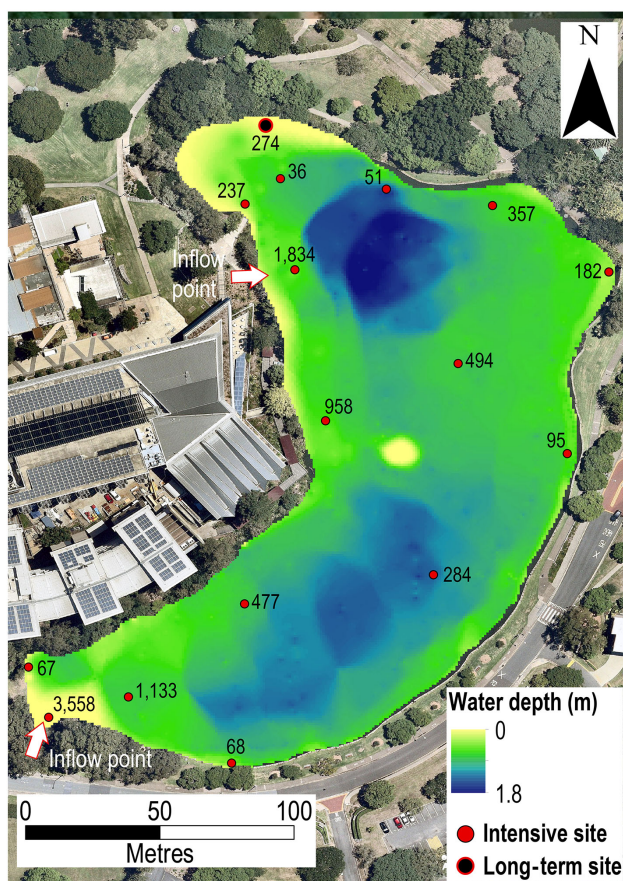 N
274
36
51
237
357
Inflow
point
1,834
182
494
958
95
284
477
67
1,133
3,558
Inflow point
68
Water depth (m)
0
1.8
0 50 100
Metres
Intensive site
Long-term site